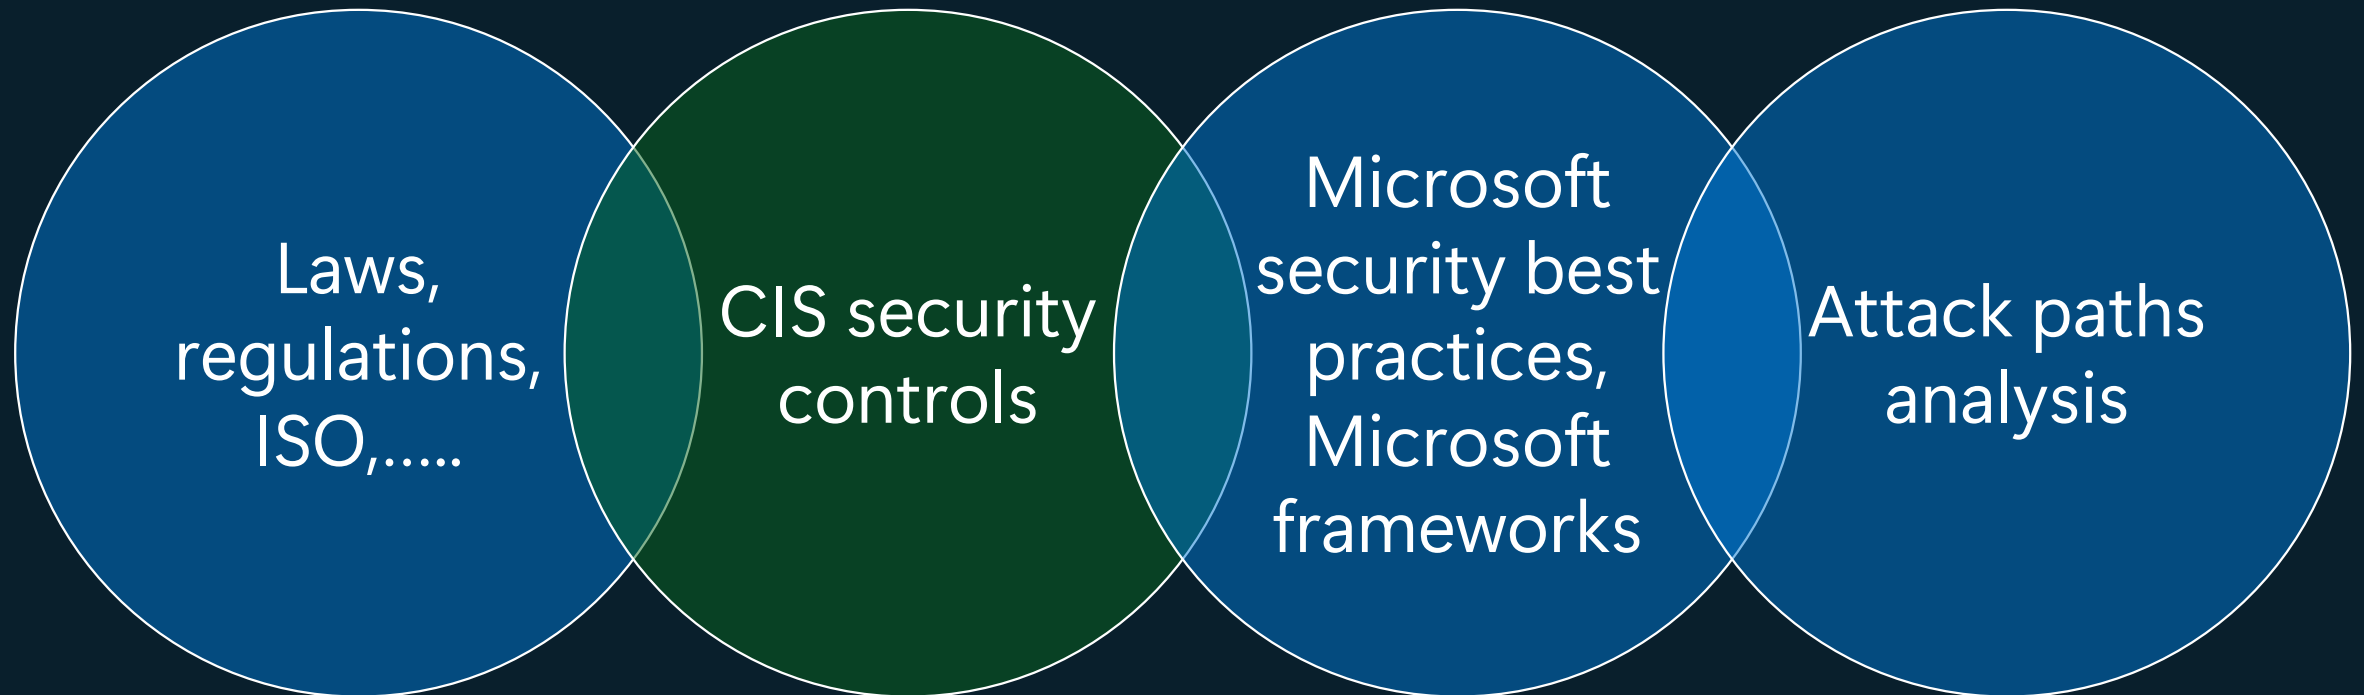 Laws,
regulations,
ISO,.....
CIS security
controls
Microsoft
security best
practices,
Microsoft
frameworks
Attack paths
analysis